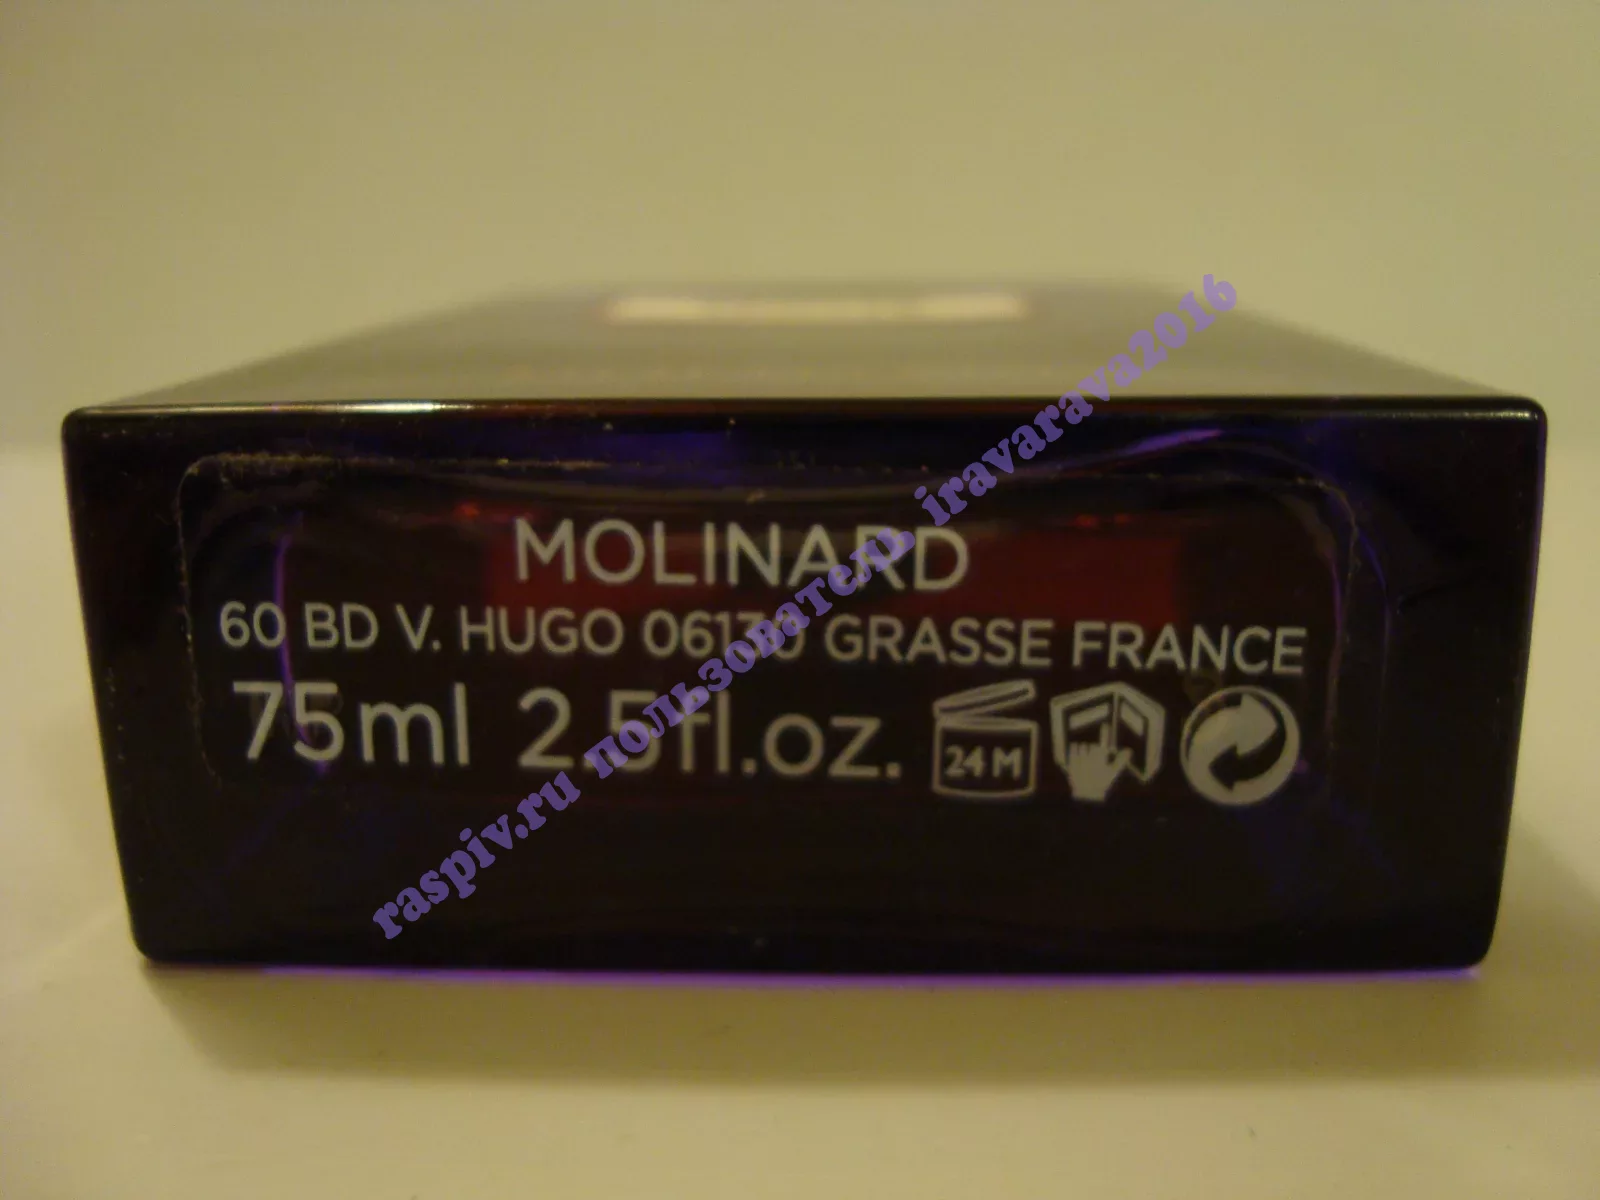 MOLINARD
60 BD V. HUGO 06130 GRASSE FRANCE
75ml 2.5fl.oz. 24M
raspiv.ru пользователь iravarava2016